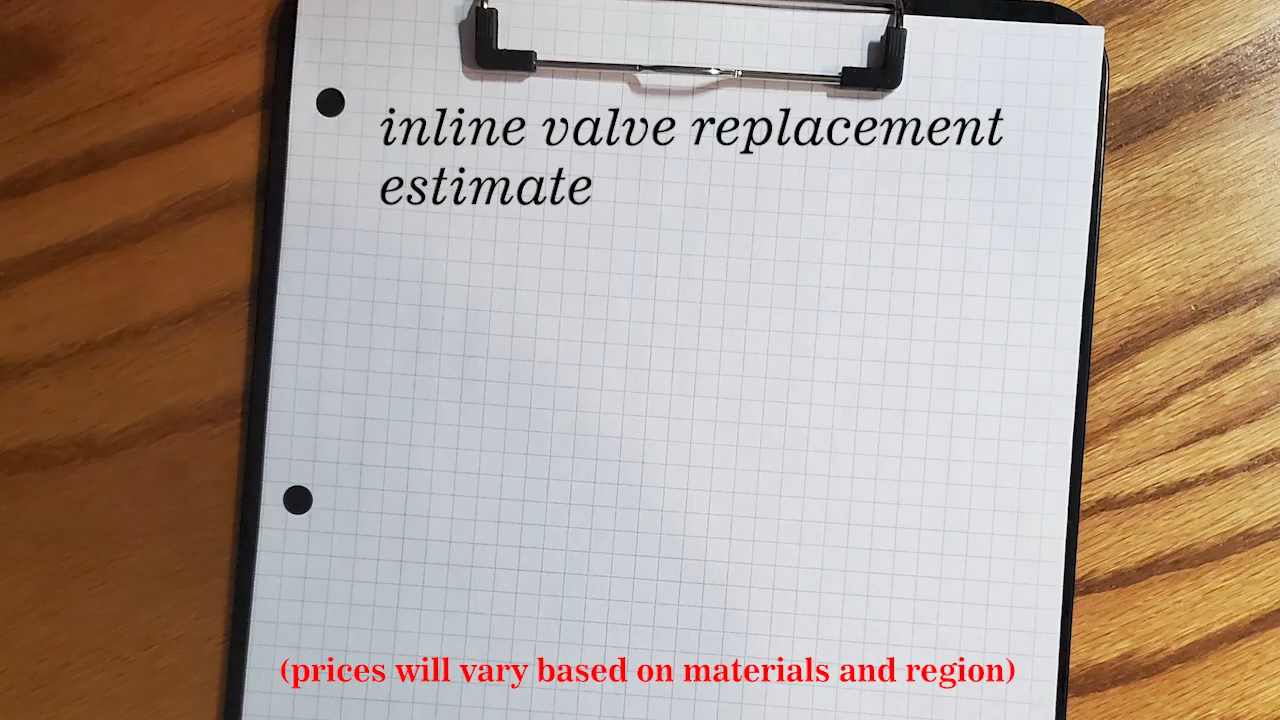 inline valve replacement
estimate
(prices will vary based on materials and region)